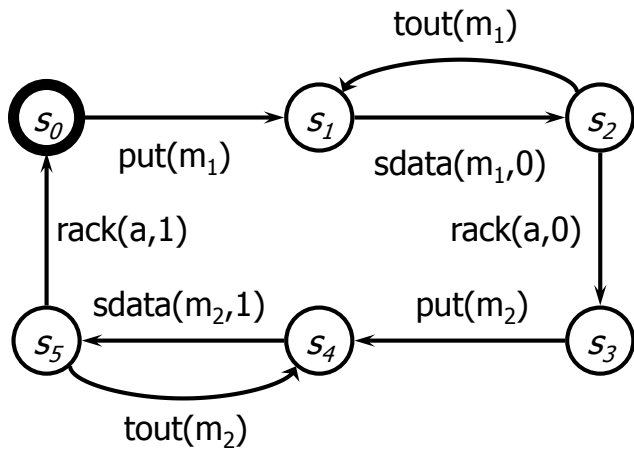 tout(m₁)
s₀
s₁
s₂
put(m₁)
sdata(m₁,0)
rack(a,1)
rack(a,0)
sdata(m₂,1)
put(m₂)
s₅
s₄
s₃
tout(m₂)